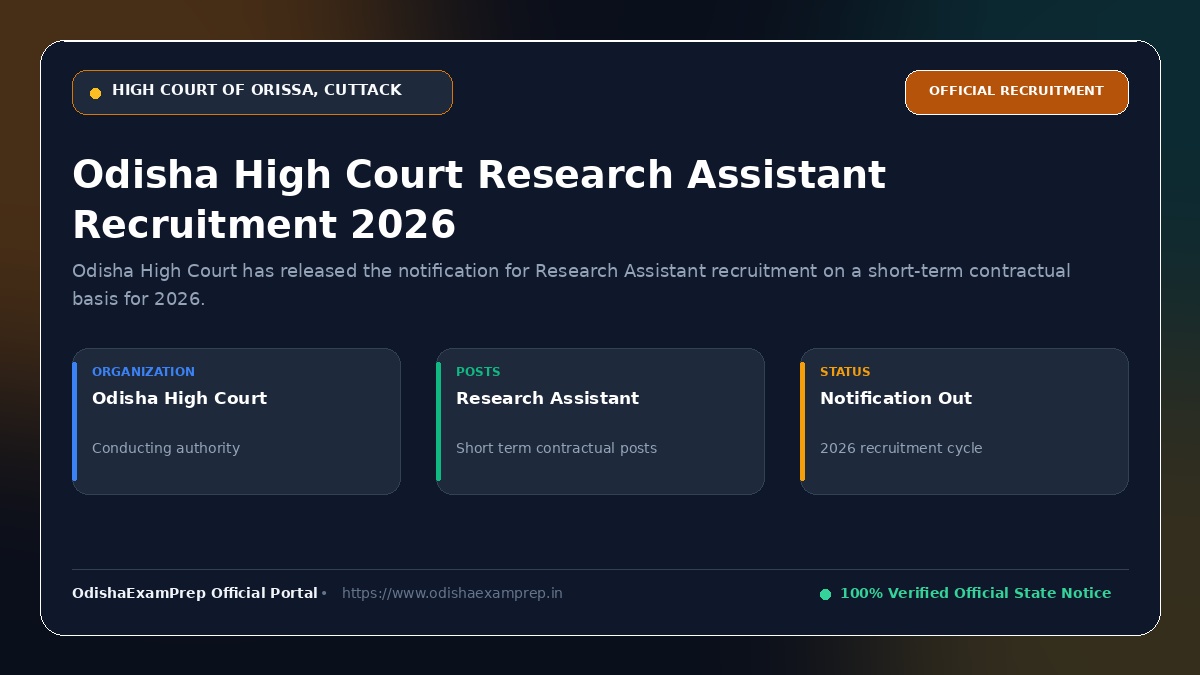 HIGH COURT OF ORISSA, CUTTACK
OFFICIAL RECRUITMENT
Odisha High Court Research Assistant
Recruitment 2026
Odisha High Court has released the notification for Research Assistant recruitment on a short-term contractual
basis for 2026.
ORGANIZATION
Odisha High Court
Conducting authority
POSTS
Research Assistant
Short term contractual posts
STATUS
Notification Out
2026 recruitment cycle
OdishaExamPrep Official Portal • https://www.odishaexamprep.in
100% Verified Official State Notice